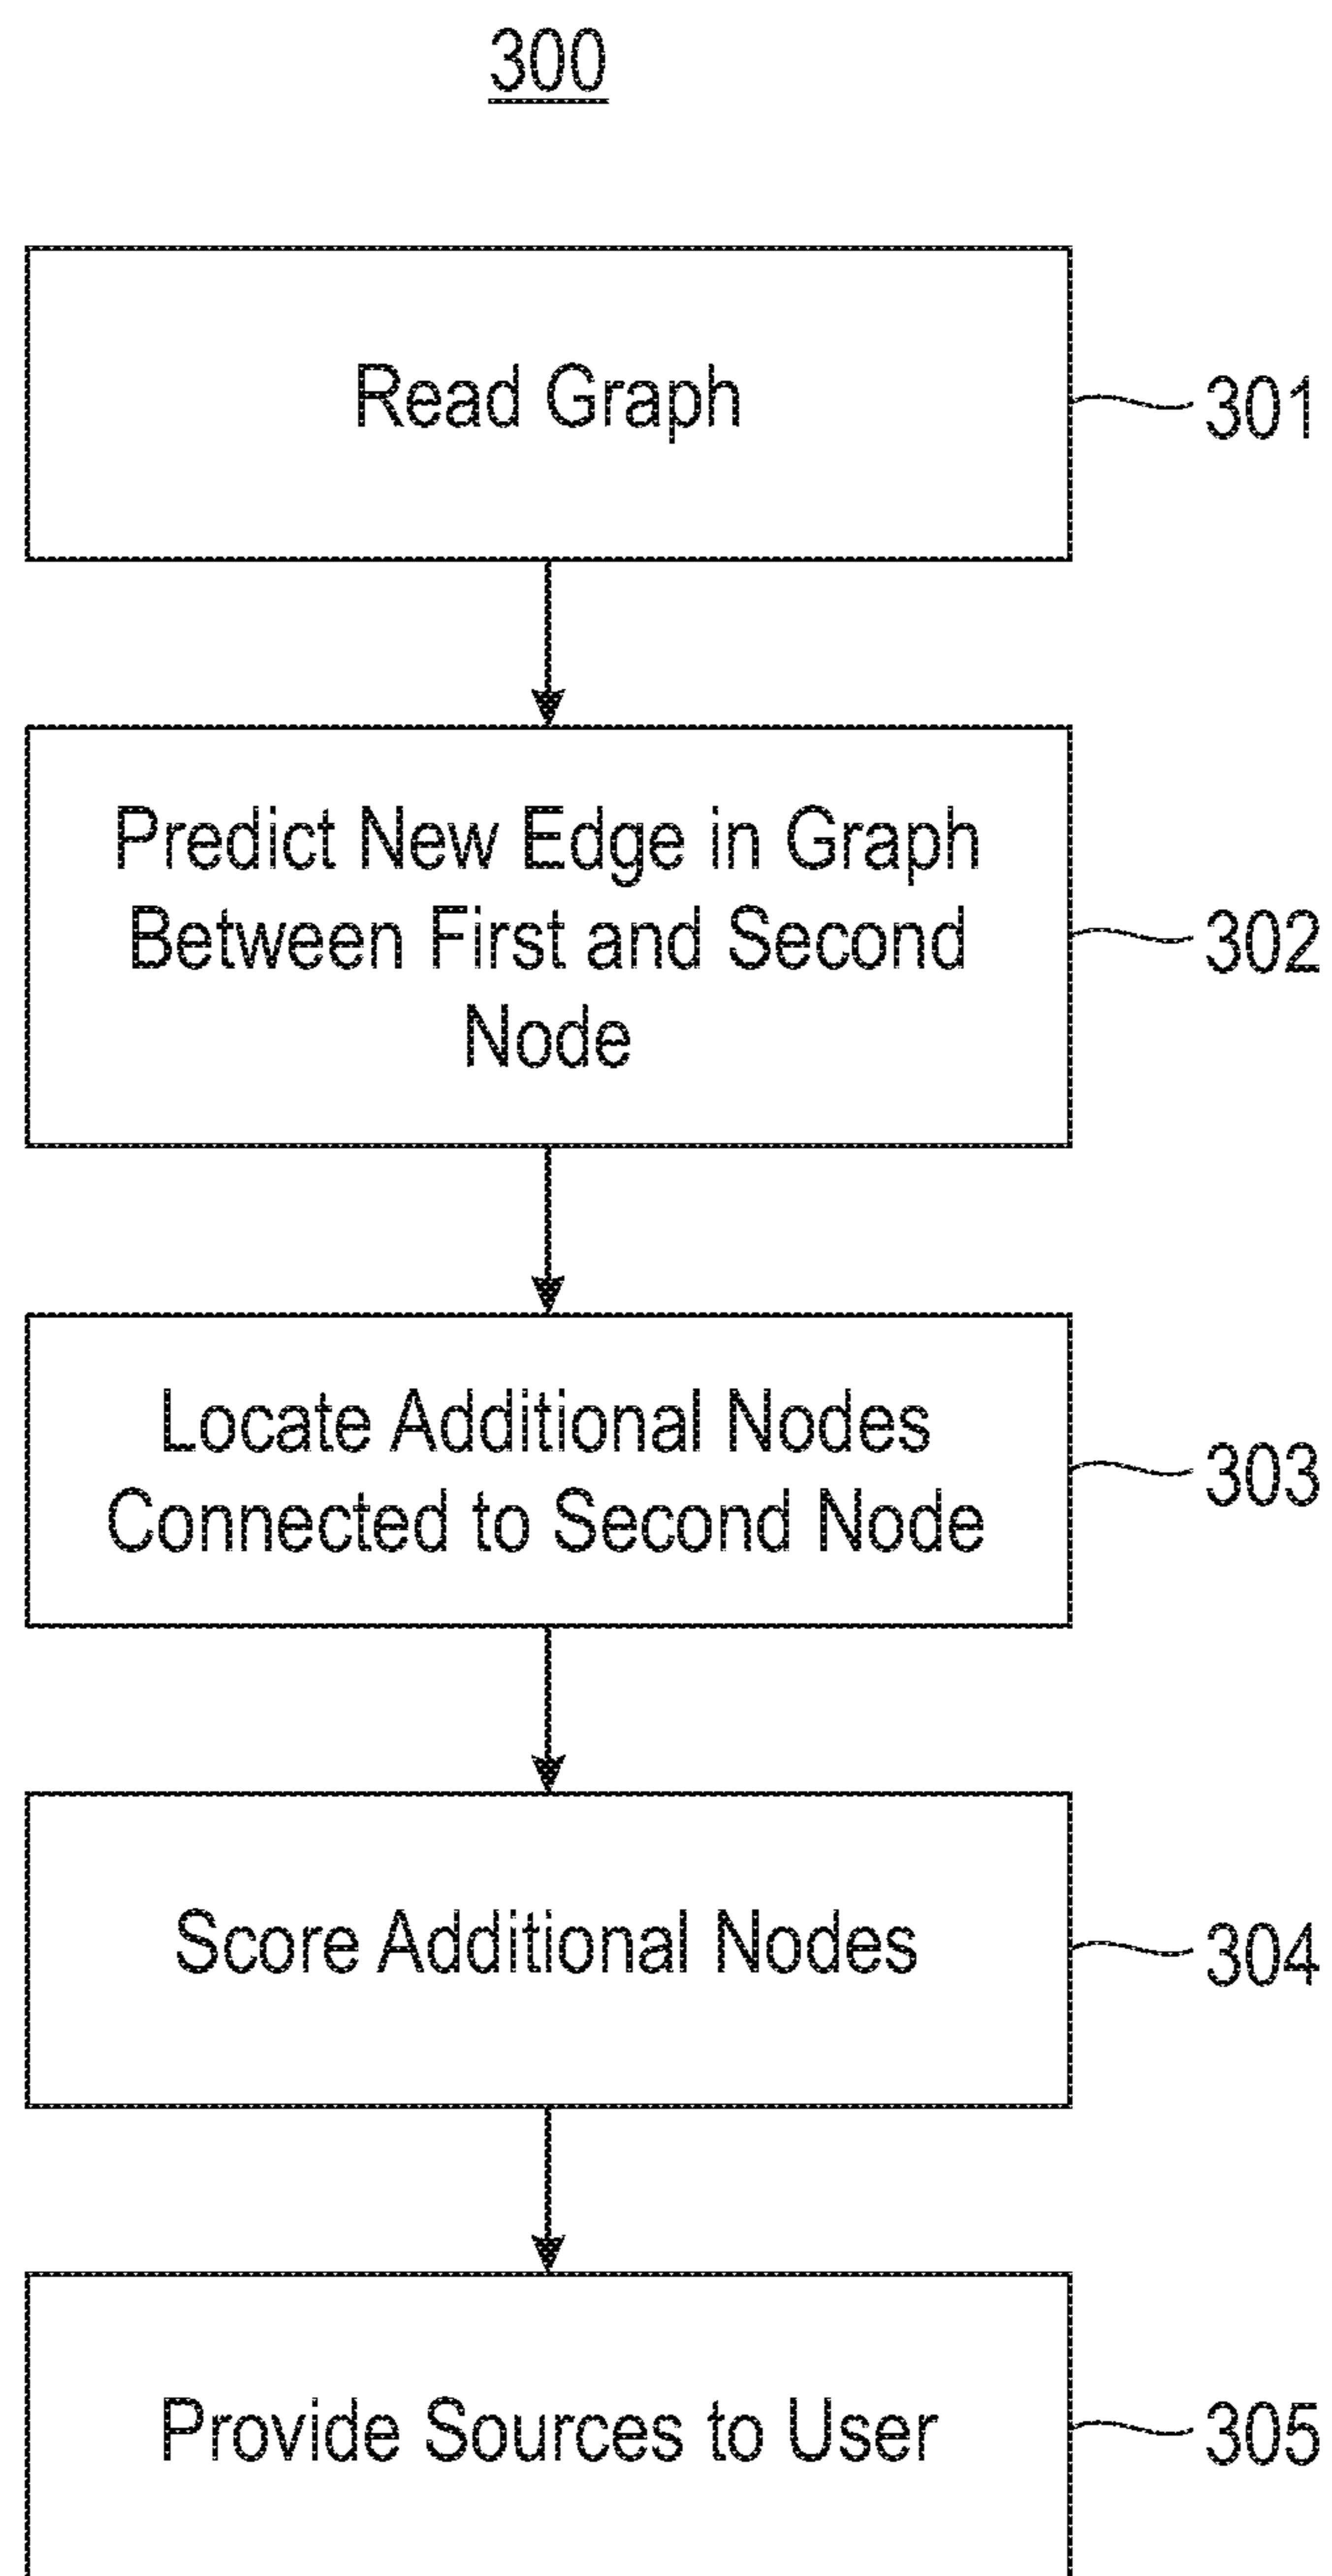 300
Read Graph
301
Predict New Edge in Graph
Between First and Second
Node
302
Locate Additional Nodes
Connected to Second Node
303
Score Additional Nodes
304
Provide Sources to User
305